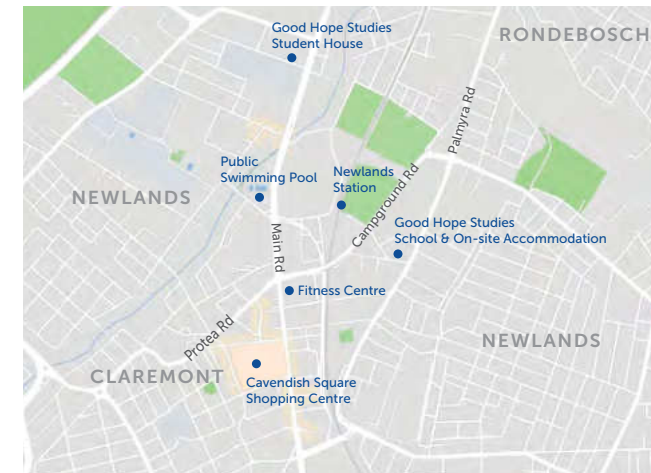 Good Hope Studies
Student House
RONDEBOSCH
Palmyra Rd
Public
Swimming Pool
Newlands
Station
NEWLANDS
Campground Rd
Good Hope Studies
School & On-site Accommodation
Main Rd
Fitness Centre
Protea Rd
NEWLANDS
CLAREMONT
Cavendish Square
Shopping Centre